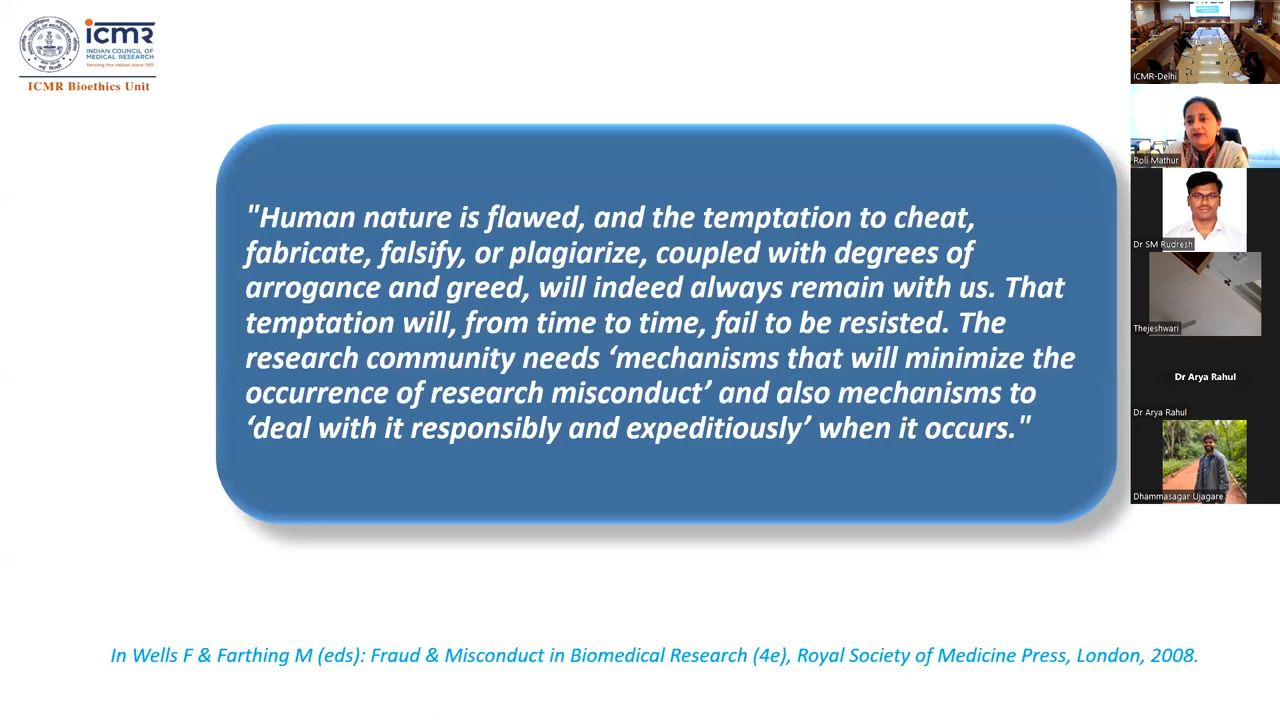 icmr
INDIAN COUNCIL OF
MEDICAL RESEARCH
Serving the nation since 1911
ICMR Bioethics Unit
"Human nature is flawed, and the temptation to cheat,
fabricate, falsify, or plagiarize, coupled with degrees of
arrogance and greed, will indeed always remain with us. That
temptation will, from time to time, fail to be resisted. The
research community needs ‘mechanisms that will minimize the
occurrence of research misconduct’ and also mechanisms to
‘deal with it responsibly and expeditiously’ when it occurs."
In Wells F & Farthing M (eds): Fraud & Misconduct in Biomedical Research (4e), Royal Society of Medicine Press, London, 2008.
ICMR-Delhi
Roli Mathur
Dr SM Rudresh
Thejeshwari
Dr Arya Rahul
Dr Arya Rahul
Dhammasagar Ujagare